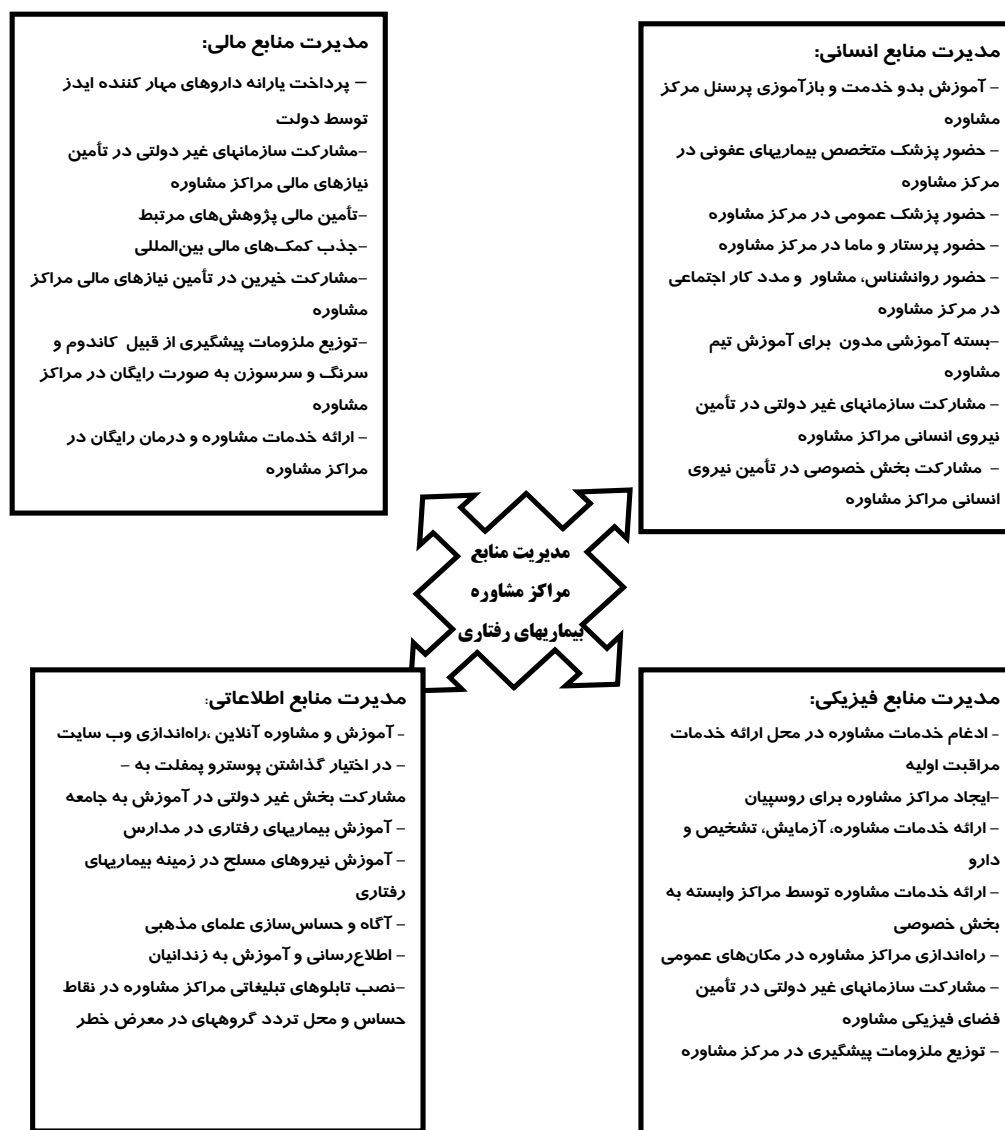 مدیرت منابع انسانی:
- آموزش بدو خدمت و بازآموزی پرسنل مرکز
مشاوره
- حضور پزشک متخصص بیماریهای عفونی در
مرکز مشاوره
- حضور پزشک عمومی در مرکز مشاوره
- حضور پرستار و ماما در مرکز مشاوره
- حضور روانشناس، مشاور و مدد کار اجتماعی
در مرکز مشاوره
-بسته آموزشی مدون برای آموزش تیم
مشاوره
- مشارکت سازمانهای غیر دولتی در تأمین
نیروی انسانی مراکز مشاوره
- مشارکت بخش خصوصی در تأمین نیروی
انسانی مراکز مشاوره
مدیرت منابع مالی:
– پرداخت یارانه داروهای مهار کننده ایدز
توسط دولت
-مشارکت سازمانهای غیر دولتی در تأمین
نیازهای مالی مراکز مشاوره
-تأمین مالی پژوهش‌های مرتبط
-جذب کمک‌های مالی بین‌المللی
-مشارکت خیرین در تأمین نیازهای مالی مراکز
مشاوره
-توزیع ملزومات پیشگیری از قبیل کاندوم و
سرنگ و سرسوزن به صورت رایگان در مراکز
مشاوره
- ارائه خدمات مشاوره و درمان رایگان در
مراکز مشاوره
مدیریت منابع
مراکز مشاوره
بیماریهای رفتاری
مدیرت منابع فیزیکی:
- ادغام خدمات مشاوره در محل ارائه خدمات
مراقبت اولیه
-ایجاد مراکز مشاوره برای روسپیان
- ارائه خدمات مشاوره، آزمایش، تشخیص و
دارو
- ارائه خدمات مشاوره توسط مراکز وابسته به
بخش خصوصی
- راه‌اندازی مراکز مشاوره در مکان‌های عمومی
- مشارکت سازمانهای غیر دولتی در تأمین
فضای فیزیکی مشاوره
- توزیع ملزومات پیشگیری در مرکز مشاوره
مدیرت منابع اطلاعاتی:
- آموزش و مشاوره آنلاین ،راه‌اندازی وب سایت
- در اختیار گذاشتن پوسترو پمفلت به –
مشارکت بخش غیر دولتی در آموزش به جامعه
- آموزش بیماریهای رفتاری در مدارس
- آموزش نیروهای مسلح در زمینه بیماریهای
رفتاری
- آگاه و حساس‌سازی علمای مذهبی
- اطلاع‌رسانی و آموزش به زندانیان
-نصب تابلوهای تبلیغاتی مراکز مشاوره در نقاط
حساس و محل تردد گروههای در معرض خطر